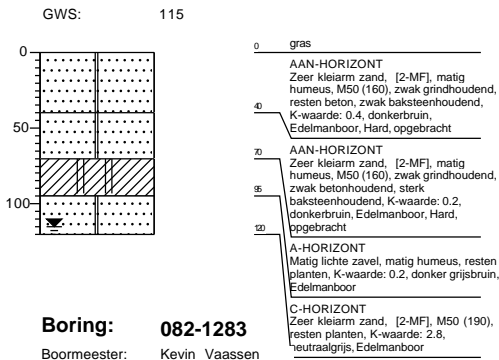 GWS: 115
0
50
100
0 gras
AAN-HORIZONT
Zeer kleiarm zand, [2-MF], matig
humeus, M50 (160), zwak grindhoudend,
resten beton, zwak baksteenhoudend,
K-waarde: 0.4, donkerbruin,
Edelmanboor, Hard, opgebracht
40
AAN-HORIZONT
Zeer kleiarm zand, [2-MF], matig
humeus, M50 (160), zwak grindhoudend,
zwak betonhoudend, sterk
baksteenhoudend, K-waarde: 0.2,
donkerbruin, Edelmanboor, Hard,
opgebracht
70
A-HORIZONT
Matig lichte zavel, matig humeus, resten
planten, K-waarde: 0.2, donker grijsbruin,
Edelmanboor
95
C-HORIZONT
Zeer kleiarm zand, [2-MF], M50 (190),
resten planten, K-waarde: 2.8,
neutraalgrijs, Edelmanboor
120
Boring: 082-1283
Boormeester: Kevin Vaassen